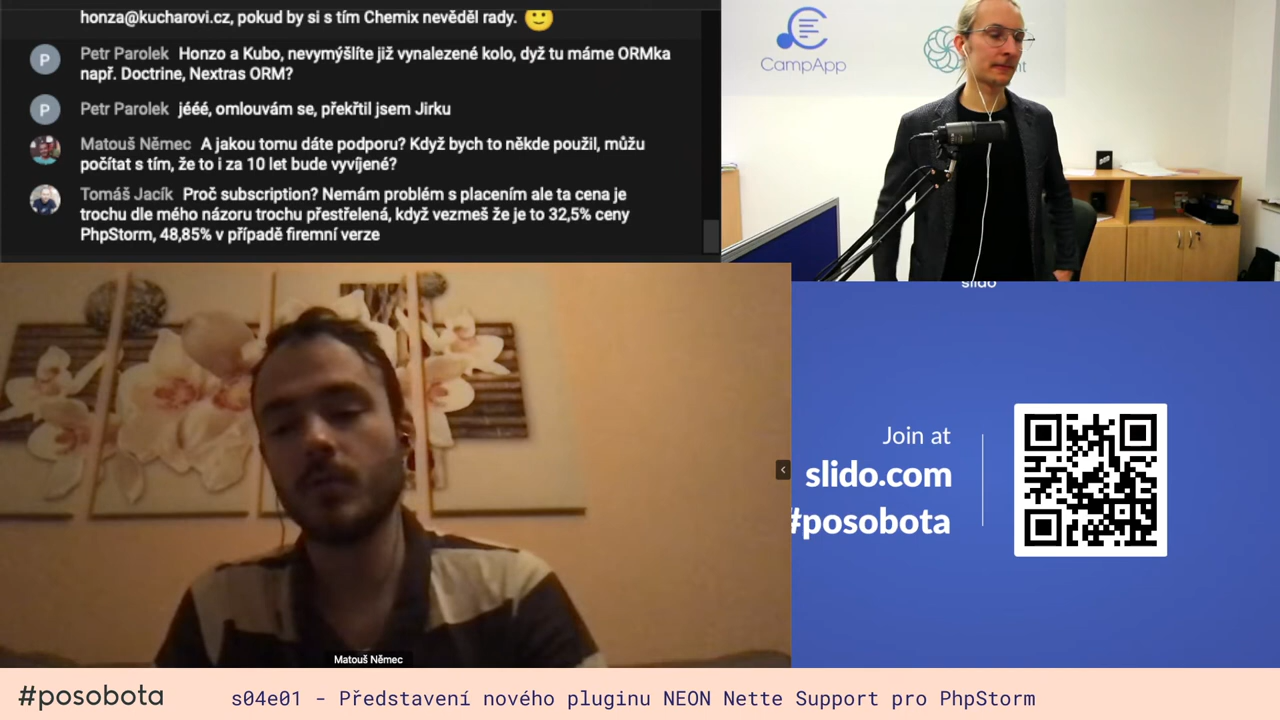 honza@kucharovi.cz, pokud by si s tím Chemix nevěděl rady.
P Petr Parolek Honzo a Kubo, nevymýšlíte již vynalezené kolo, dyž tu máme ORMka
např. Doctrine, Nextras ORM?
P Petr Parolek jééé, omlouvám se, překřtil jsem Jirku
Matouš Němec A jakou tomu dáte podporu? Když bych to někde použil, můžu
počítat s tím, že to i za 10 let bude vyvíjené?
Tomáš Jacík Proč subscription? Nemám problém s placením ale ta cena je
trochu dle mého názoru trochu přestřelená, když vezmeš že je to 32,5% ceny
PhpStorm, 48,85% v případě firemní verze
CampApp
slido
Join at
slido.com
#posobota
Matouš Němec
#posobota
s04e01 - Představení nového pluginu NEON Nette Support pro PhpStorm